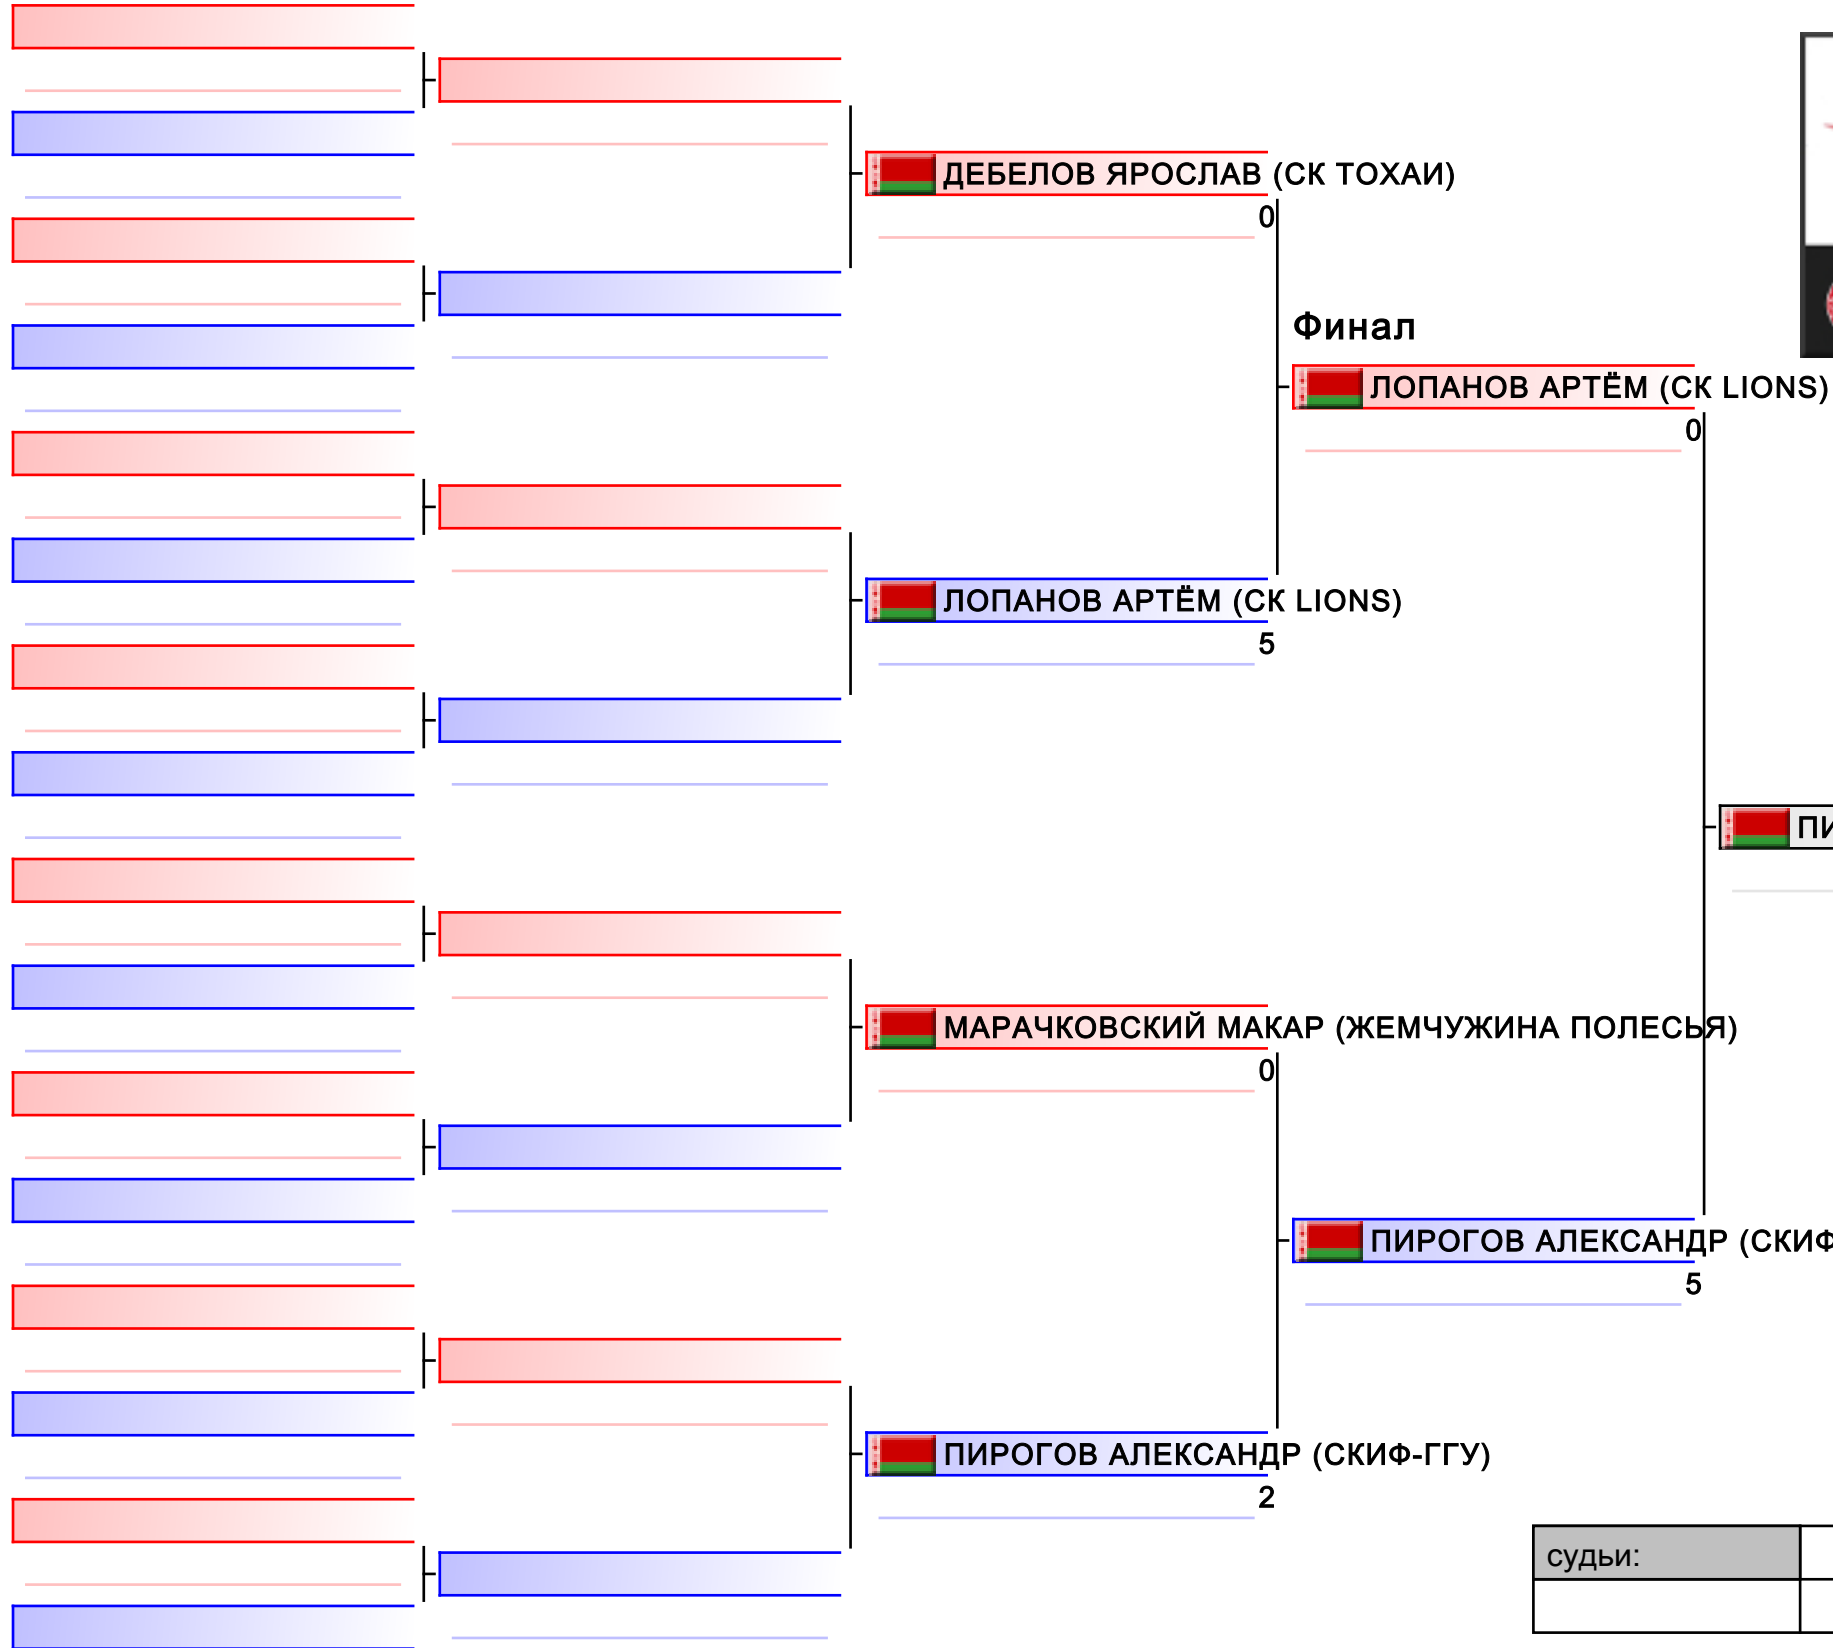 ДЕБЕЛОВ ЯРОСЛАВ (СК ТОХАИ)
0
Финал
ЛОПАНОВ АРТЁМ (СК LIONS)
0
ЛОПАНОВ АРТЁМ (СК LIONS)
5
ПИ
МАРАЧКОВСКИЙ МАКАР (ЖЕМЧУЖИНА ПОЛЕСЬЯ)
0
ПИРОГОВ АЛЕКСАНДР (СКИФ
5
ПИРОГОВ АЛЕКСАНДР (СКИФ-ГГУ)
2
судьи: